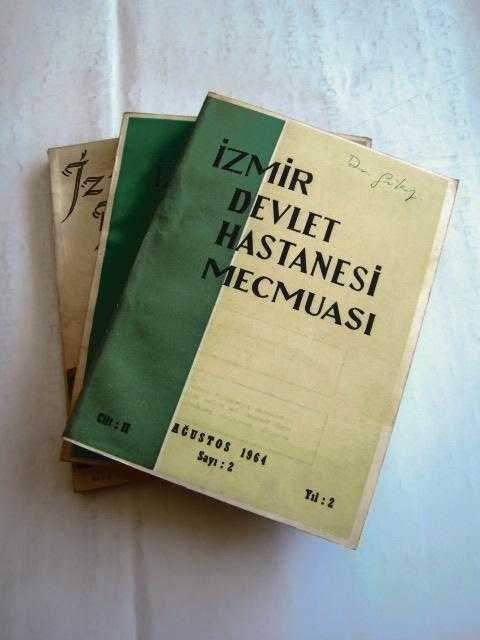 İZMİR
DEVLET
HASTANESİ
MECMUASI
Cilt : II
AĞUSTOS 1964
Sayı : 2
Yıl : 2